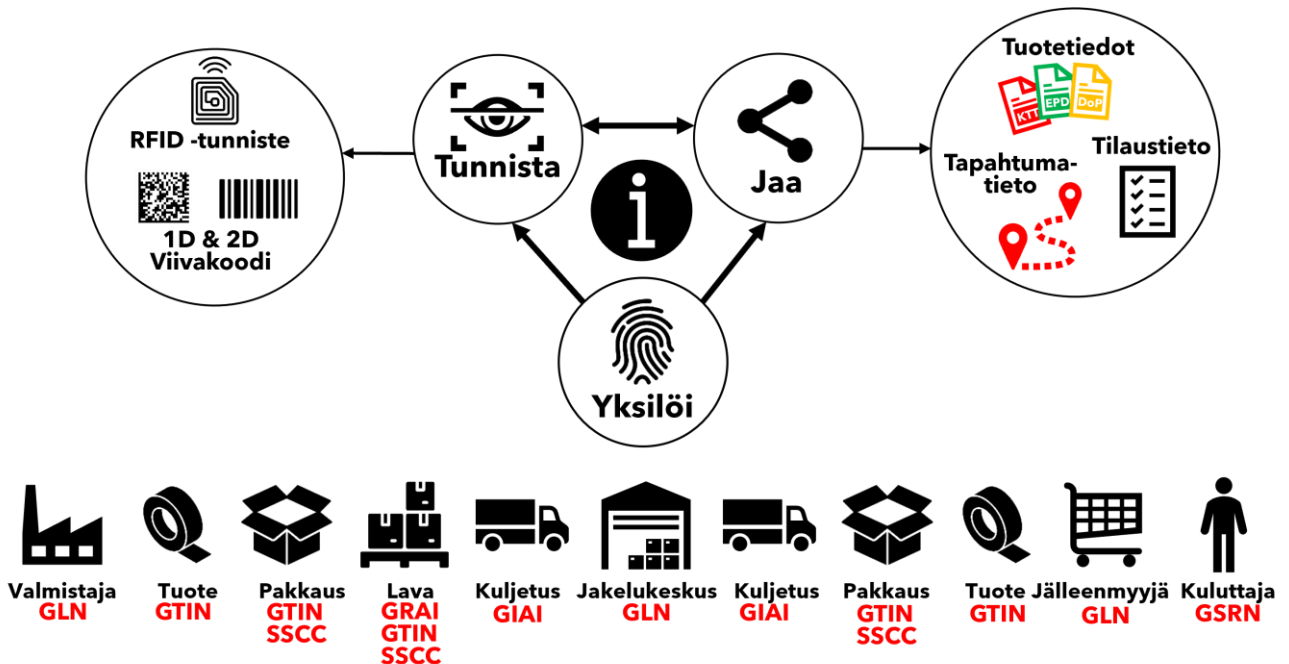 RFID -tunniste
1D & 2D
Viivakoodi
Tunnista
Jaa
Tuotetiedot
KTT
EPD
DoP
Tilaustieto
Tapahtuma-
tieto
Yksilöi
Valmistaja
GLN
Tuote
GTIN
Pakkaus
GTIN
SSCC
Lava
GRAI
GTIN
SSCC
Kuljetus
GIAI
Jakelukeskus
GLN
Kuljetus
GIAI
Pakkaus
GTIN
SSCC
Tuote
GTIN
Jälleenmyyjä
GLN
Kuluttaja
GSRN